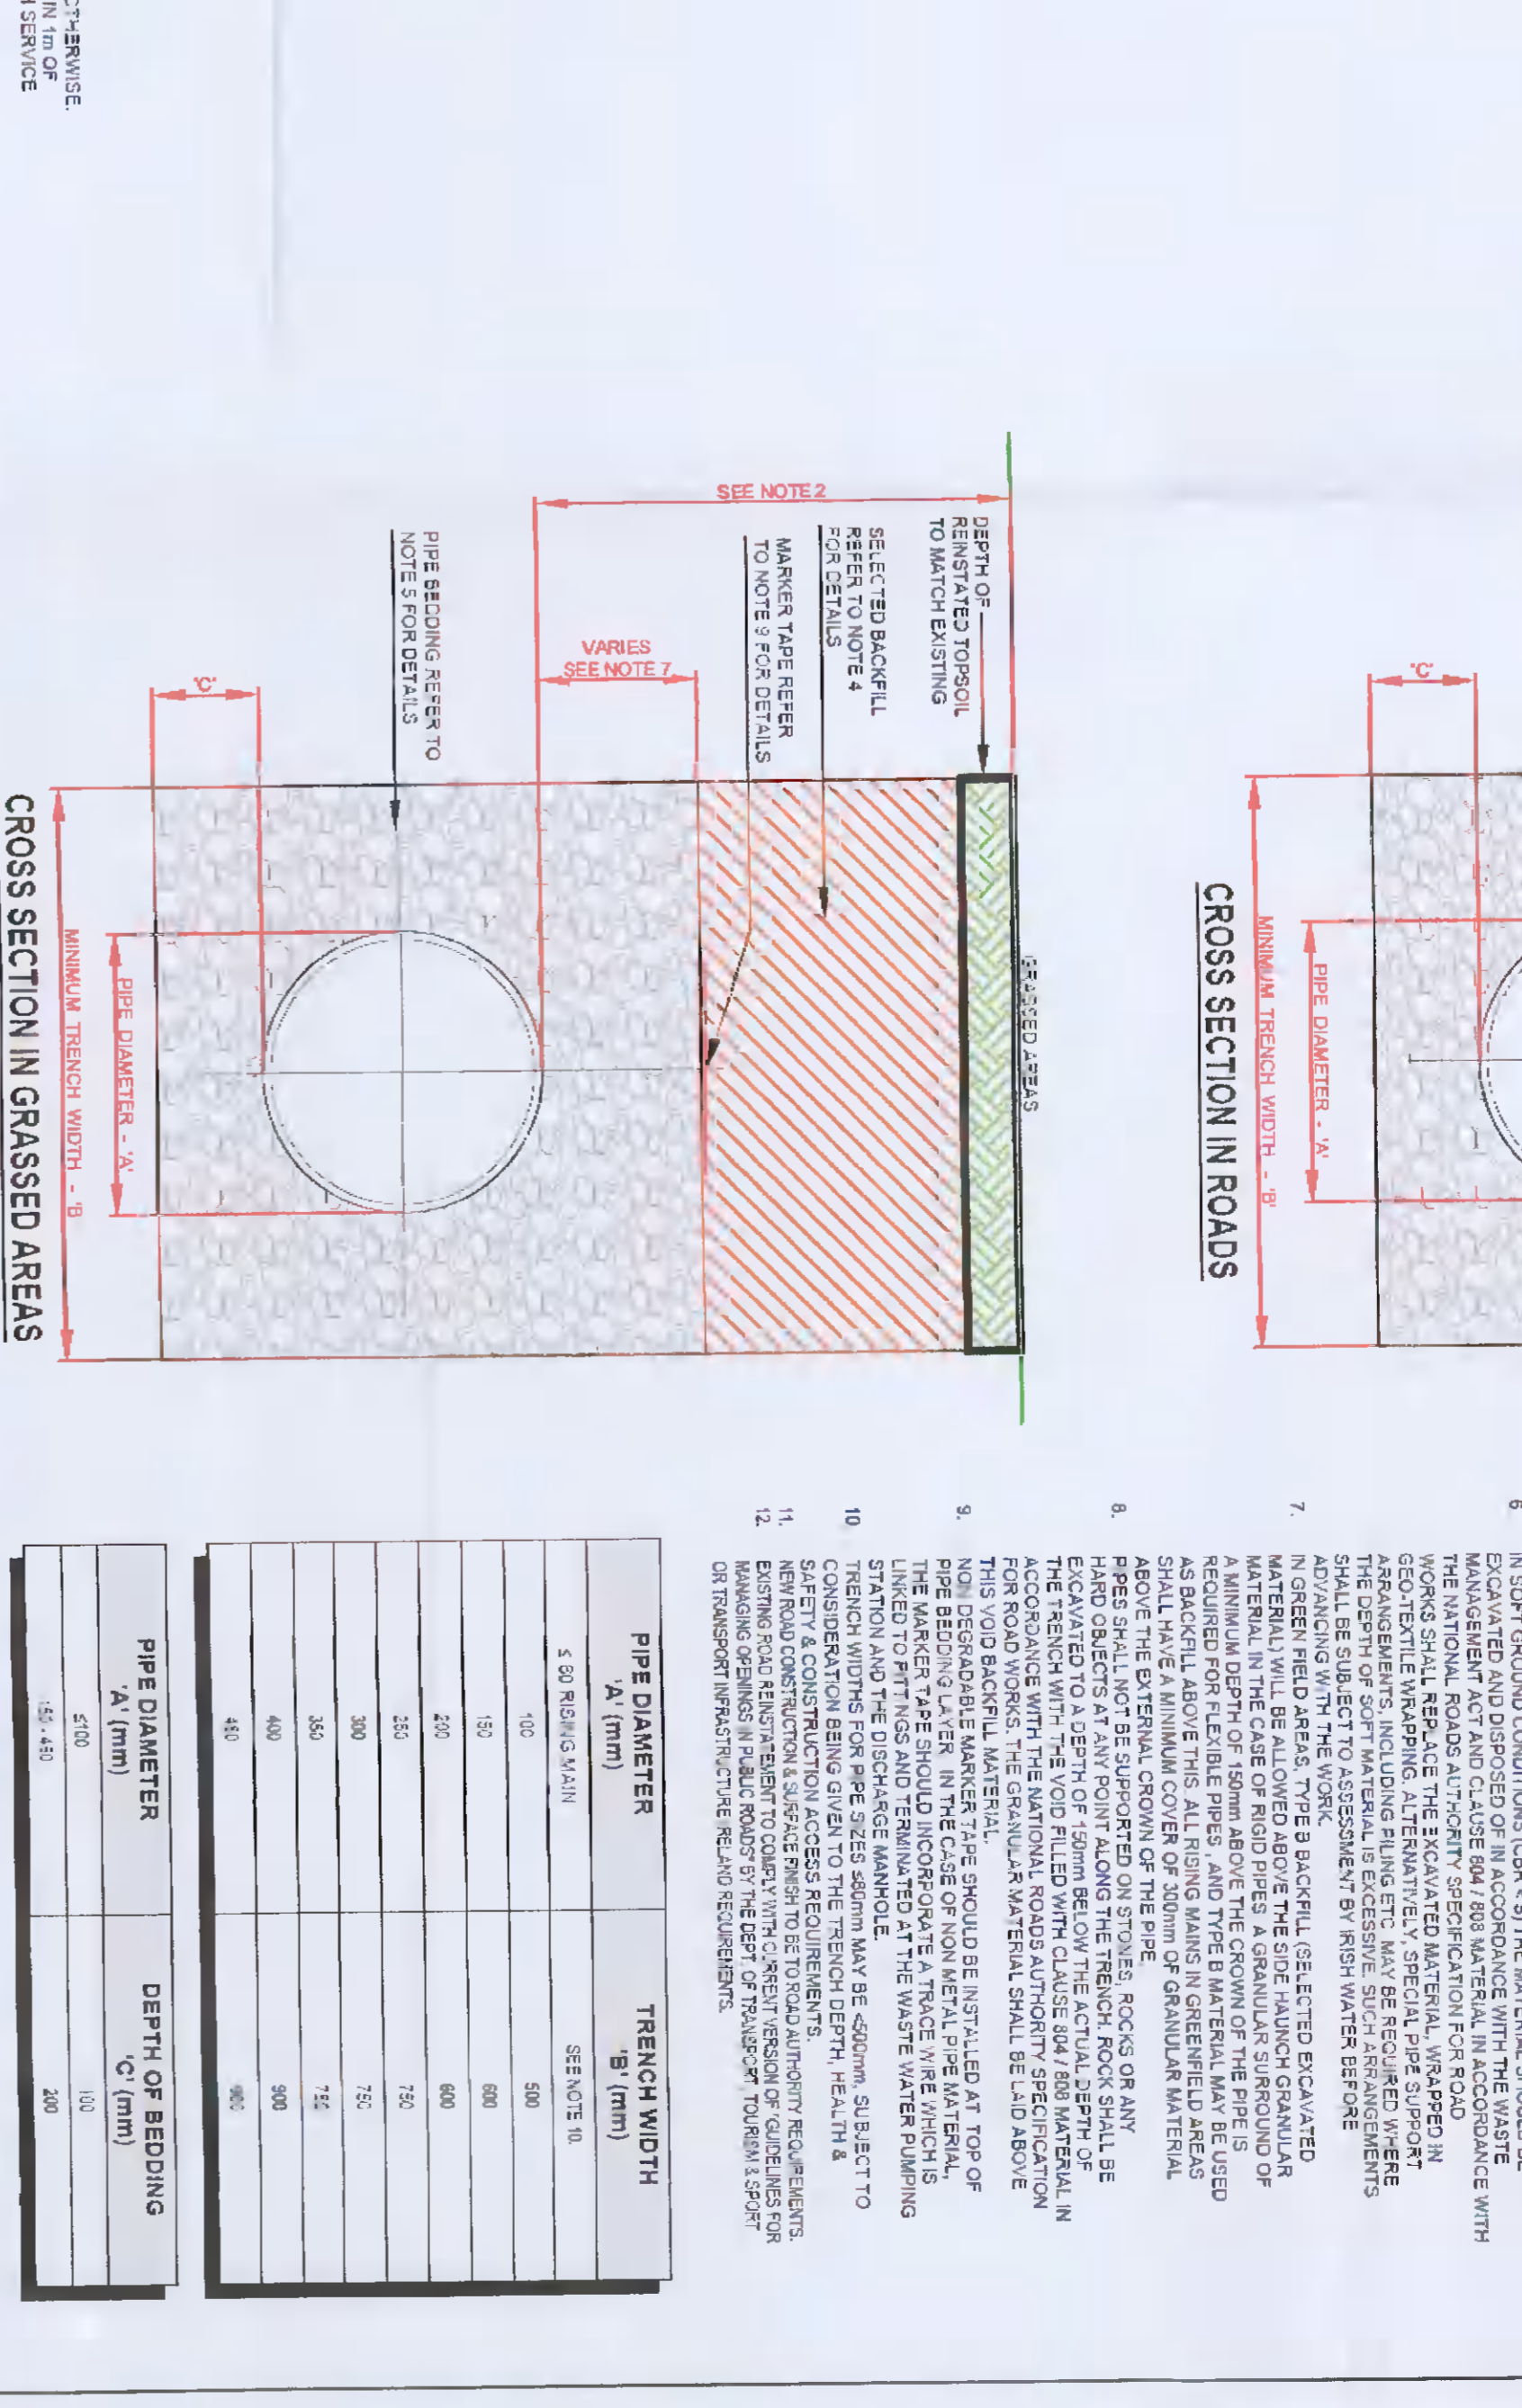 OTHERWISE.
IN 1m OF
SERVICE
'C'
PIPE DIAMETER - 'A'
MINIMUM TRENCH WIDTH - 'B'
CROSS SECTION IN ROADS
GRASSED AREAS
DEPTH OF
REINSTATED TOPSOIL
TO MATCH EXISTING
SELECTED BACKFILL
REFER TO NOTE 4
FOR DETAILS
MARKER TAPE REFER
TO NOTE 9 FOR DETAILS
SEE NOTE 2
VARIES
SEE NOTE 7
PIPE BEDDING REFER TO
NOTE 5 FOR DETAILS
'C'
PIPE DIAMETER - 'A'
MINIMUM TRENCH WIDTH - 'B
CROSS SECTION IN GRASSED AREAS
6. IN SOFT GROUND CONDITIONS (CBR < 5) THE MATERIAL SHOULD BE
EXCAVATED AND DISPOSED OF IN ACCORDANCE WITH THE WASTE
MANAGEMENT ACT AND CLAUSE 804 / 808 MATERIAL IN ACCORDANCE WITH
THE NATIONAL ROADS AUTHORITY SPECIFICATION FOR ROAD
WORKS SHALL REPLACE THE EXCAVATED MATERIAL, WRAPPED IN
GEO-TEXTILE WRAPPING. ALTERNATIVELY, SPECIAL PIPE SUPPORT
ARRANGEMENTS, INCLUDING PILING ETC MAY BE REQUIRED WHERE
THE DEPTH OF SOFT MATERIAL IS EXCESSIVE. SUCH ARRANGEMENTS
SHALL BE SUBJECT TO ASSESSMENT BY IRISH WATER BEFORE
ADVANCING WITH THE WORK.
7. IN GREEN FIELD AREAS, TYPE B BACKFILL (SELECTED EXCAVATED
MATERIAL) WILL BE ALLOWED ABOVE THE SIDE HAUNCH GRANULAR
MATERIAL IN THE CASE OF RIGID PIPES. A GRANULAR SURROUND OF
A MINIMUM DEPTH OF 150mm ABOVE THE CROWN OF THE PIPE IS
REQUIRED FOR FLEXIBLE PIPES , AND TYPE B MATERIAL MAY BE USED
AS BACKFILL ABOVE THIS. ALL RISING MAINS IN GREENFIELD AREAS
SHALL HAVE A MINIMUM COVER OF 300mm OF GRANULAR MATERIAL
ABOVE THE EXTERNAL CROWN OF THE PIPE.
8. PIPES SHALL NOT BE SUPPORTED ON STONES, ROCKS OR ANY
HARD OBJECTS AT ANY POINT ALONG THE TRENCH. ROCK SHALL BE
EXCAVATED TO A DEPTH OF 150mm BELOW THE ACTUAL DEPTH OF
THE TRENCH WITH THE VOID FILLED WITH CLAUSE 804 / 808 MATERIAL IN
ACCORDANCE WITH THE NATIONAL ROADS AUTHORITY SPECIFICATION
FOR ROAD WORKS. THE GRANULAR MATERIAL SHALL BE LAID ABOVE
THIS VOID BACKFILL MATERIAL.
9. NON DEGRADABLE MARKER TAPE SHOULD BE INSTALLED AT TOP OF
PIPE BEDDING LAYER IN THE CASE OF NON METAL PIPE MATERIAL,
THE MARKER TAPE SHOULD INCORPORATE A TRACE WIRE WHICH IS
LINKED TO FITTINGS AND TERMINATED AT THE WASTE WATER PUMPING
STATION AND THE DISCHARGE MANHOLE.
10 TRENCH WIDTHS FOR PIPE SIZES ≤80mm MAY BE <500mm, SUBJECT TO
CONSIDERATION BEING GIVEN TO THE TRENCH DEPTH, HEALTH &
SAFETY & CONSTRUCTION ACCESS REQUIREMENTS.
11. NEW ROAD CONSTRUCTION & SURFACE FINISH TO BE TO ROAD AUTHORITY REQUIREMENTS.
12. EXISTING ROAD REINSTATEMENT TO COMPLY WITH CURRENT VERSION OF 'GUIDELINES FOR
MANAGING OPENINGS IN PUBLIC ROADS" BY THE DEPT. OF TRANSPORT, TOURISM & SPORT
OR TRANSPORT INFRASTRUCTURE IRELAND REQUIREMENTS.
PIPE DIAMETER 'A' (mm) TRENCH WIDTH 'B' (mm)
≤ 80 RISING MAIN SEE NOTE 10.
100 500
150 600
200 600
250 750
300 750
350 750
400 900
450 900
PIPE DIAMETER 'A' (mm) DEPTH OF BEDDING 'C' (mm)
≤100 100
150 - 450 200